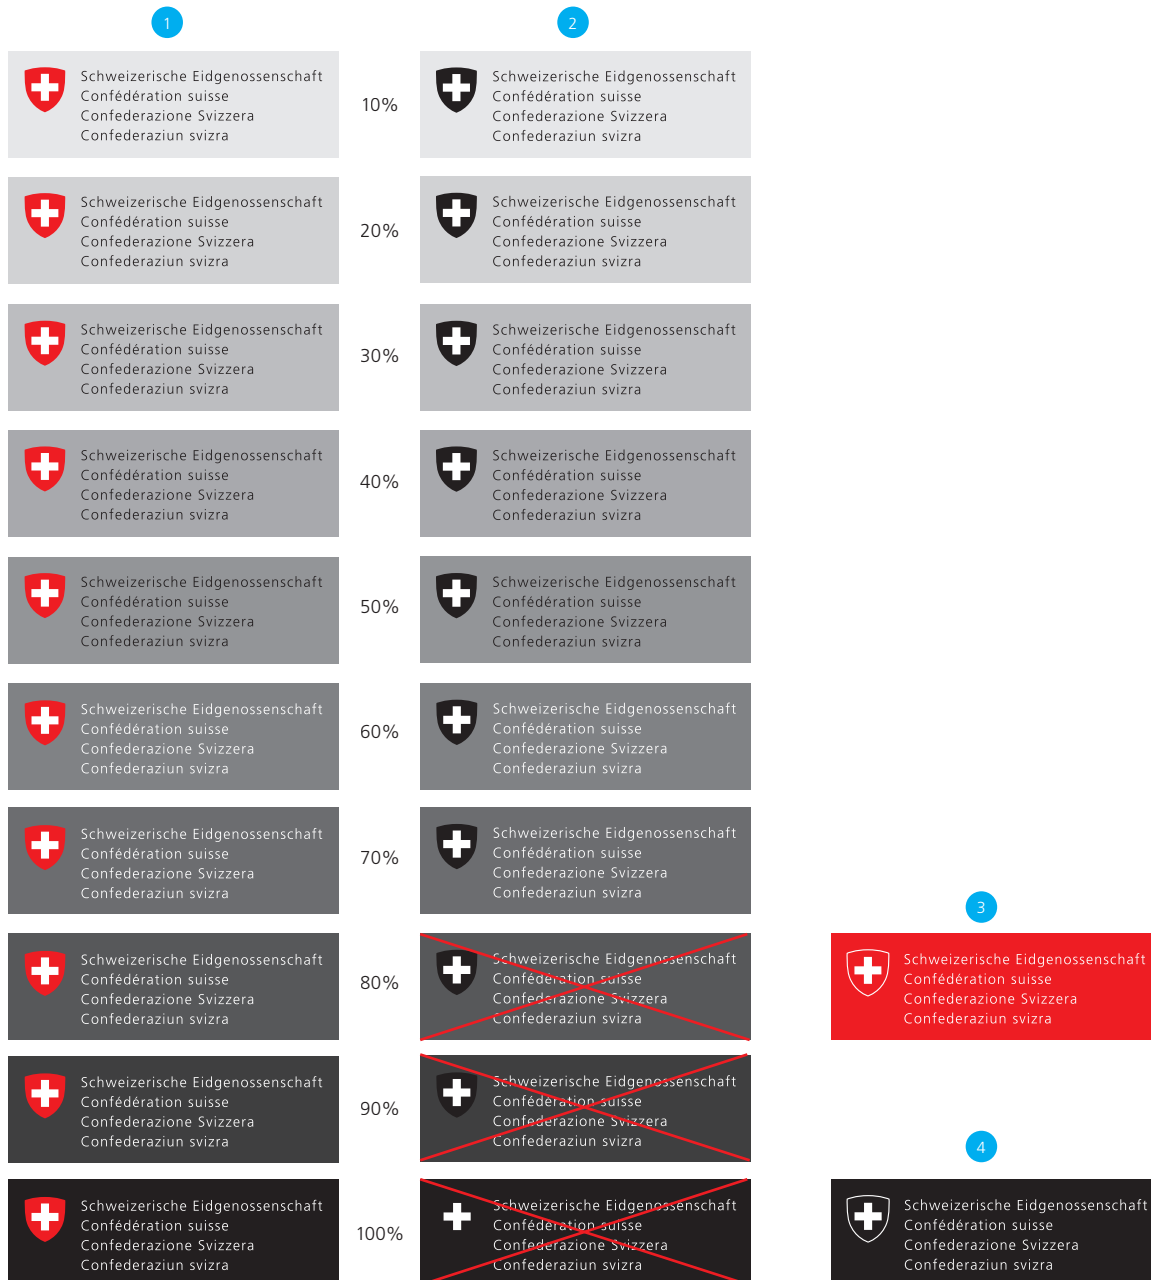 1
2
Schweizerische Eidgenossenschaft
Confédération suisse
Confederazione Svizzera
Confederaziun svizra
10%
Schweizerische Eidgenossenschaft
Confédération suisse
Confederazione Svizzera
Confederaziun svizra
Schweizerische Eidgenossenschaft
Confédération suisse
Confederazione Svizzera
Confederaziun svizra
20%
Schweizerische Eidgenossenschaft
Confédération suisse
Confederazione Svizzera
Confederaziun svizra
Schweizerische Eidgenossenschaft
Confédération suisse
Confederazione Svizzera
Confederaziun svizra
30%
Schweizerische Eidgenossenschaft
Confédération suisse
Confederazione Svizzera
Confederaziun svizra
Schweizerische Eidgenossenschaft
Confédération suisse
Confederazione Svizzera
Confederaziun svizra
40%
Schweizerische Eidgenossenschaft
Confédération suisse
Confederazione Svizzera
Confederaziun svizra
Schweizerische Eidgenossenschaft
Confédération suisse
Confederazione Svizzera
Confederaziun svizra
50%
Schweizerische Eidgenossenschaft
Confédération suisse
Confederazione Svizzera
Confederaziun svizra
Schweizerische Eidgenossenschaft
Confédération suisse
Confederazione Svizzera
Confederaziun svizra
60%
Schweizerische Eidgenossenschaft
Confédération suisse
Confederazione Svizzera
Confederaziun svizra
Schweizerische Eidgenossenschaft
Confédération suisse
Confederazione Svizzera
Confederaziun svizra
70%
Schweizerische Eidgenossenschaft
Confédération suisse
Confederazione Svizzera
Confederaziun svizra
3
Schweizerische Eidgenossenschaft
Confédération suisse
Confederazione Svizzera
Confederaziun svizra
80%
Schweizerische Eidgenossenschaft
Confédération suisse
Confederazione Svizzera
Confederaziun svizra
Schweizerische Eidgenossenschaft
Confédération suisse
Confederazione Svizzera
Confederaziun svizra
Schweizerische Eidgenossenschaft
Confédération suisse
Confederazione Svizzera
Confederaziun svizra
90%
Schweizerische Eidgenossenschaft
Confédération suisse
Confederazione Svizzera
Confederaziun svizra
4
Schweizerische Eidgenossenschaft
Confédération suisse
Confederazione Svizzera
Confederaziun svizra
100%
Schweizerische Eidgenossenschaft
Confédération suisse
Confederazione Svizzera
Confederaziun svizra
Schweizerische Eidgenossenschaft
Confédération suisse
Confederazione Svizzera
Confederaziun svizra